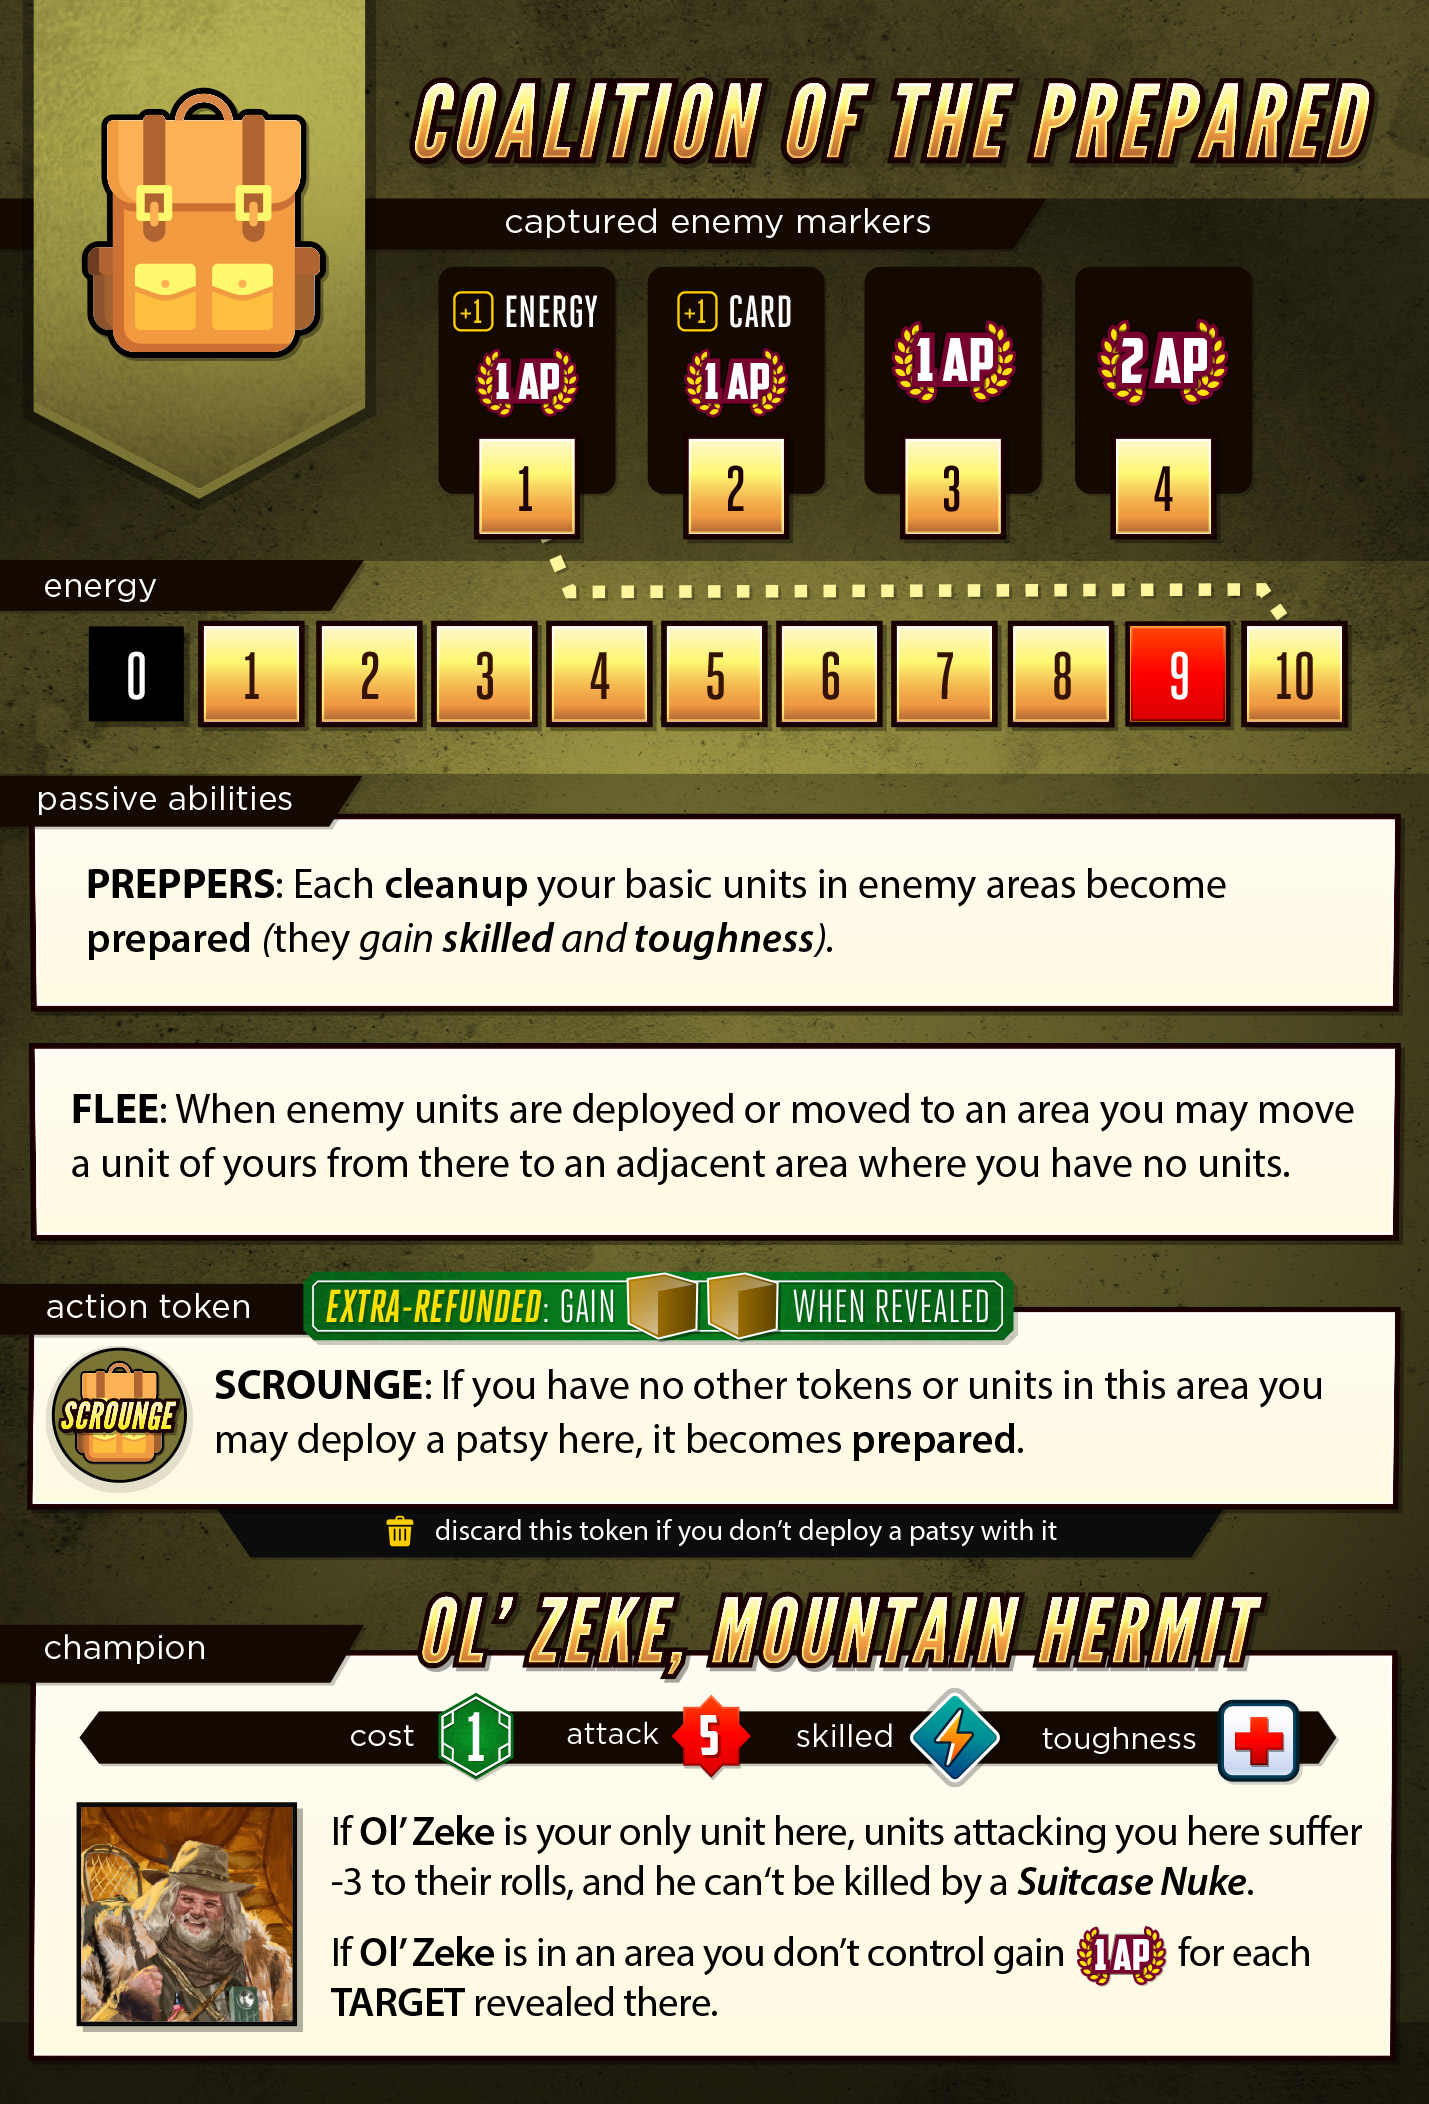 COALITION OF THE PREPARED
captured enemy markers
+1 ENERGY
1 AP
1
+1 CARD
1 AP
2
1 AP
3
2 AP
4
energy
0 1 2 3 4 5 6 7 8 9 10
passive abilities
PREPPERS: Each cleanup your basic units in enemy areas become
prepared (they gain skilled and toughness).
FLEE: When enemy units are deployed or moved to an area you may move
a unit of yours from there to an adjacent area where you have no units.
action token
EXTRA-REFUNDED: GAIN WHEN REVEALED
SCROUNGE
SCROUNGE: If you have no other tokens or units in this area you
may deploy a patsy here, it becomes prepared.
discard this token if you don't deploy a patsy with it
OL' ZEKE, MOUNTAIN HERMIT
champion
cost 1 attack 5 skilled toughness
If Ol' Zeke is your only unit here, units attacking you here suffer
-3 to their rolls, and he can't be killed by a Suitcase Nuke.
If Ol' Zeke is in an area you don't control gain 1 AP for each
TARGET revealed there.